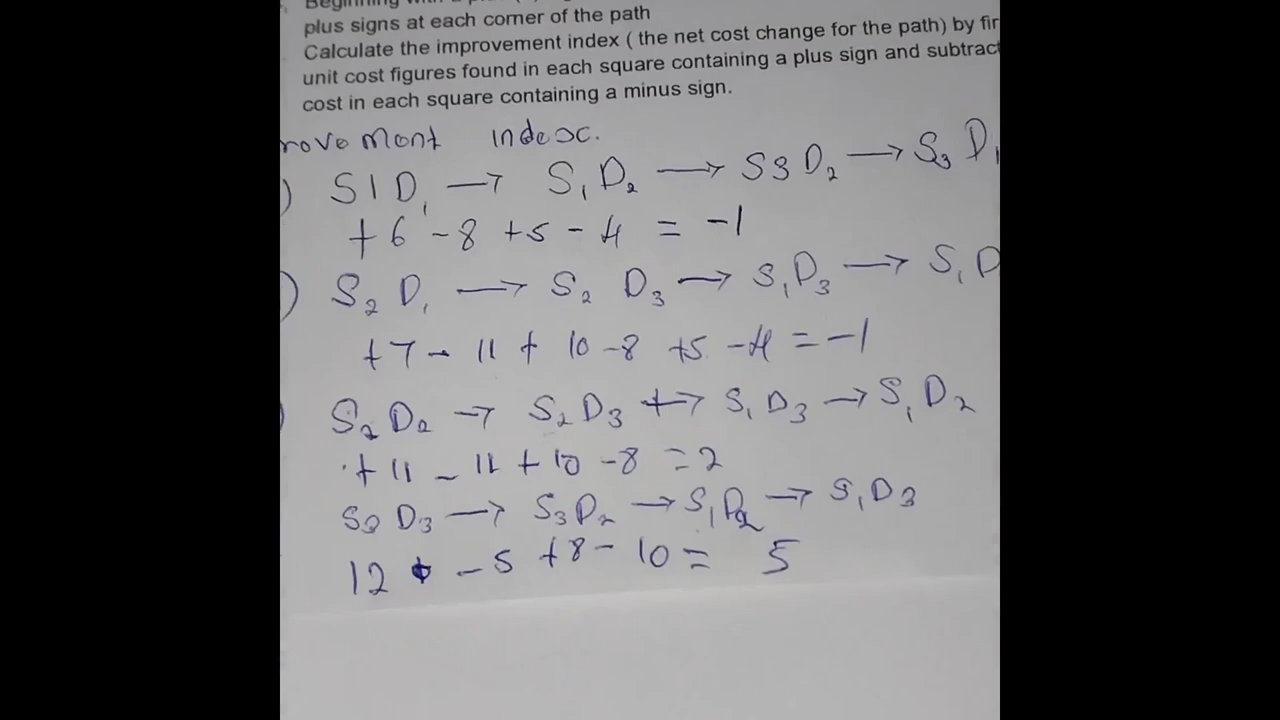 plus signs at each corner of the path
Calculate the improvement index ( the net cost change for the path) by fir
unit cost figures found in each square containing a plus sign and subtract
cost in each square containing a minus sign.
rovemont index.
) S1D₁ → S₁D₂ → S3D₂ → S₃D₁
+6 -8 +5 -4 = -1
) S₂D₁ → S₂D₃ → S₁D₃ → S₁D
+7 - 11 + 10 -8 +5 -4 = -1
) S₂D₂ → S₂D₃ → S₁D₃ → S₁D₂
+11 - 11 + 10 -8 = 2
S₃D₃ → S₃D₂ → S₁D₂ → S₁D₃
12 - 5 +8 - 10 = 5